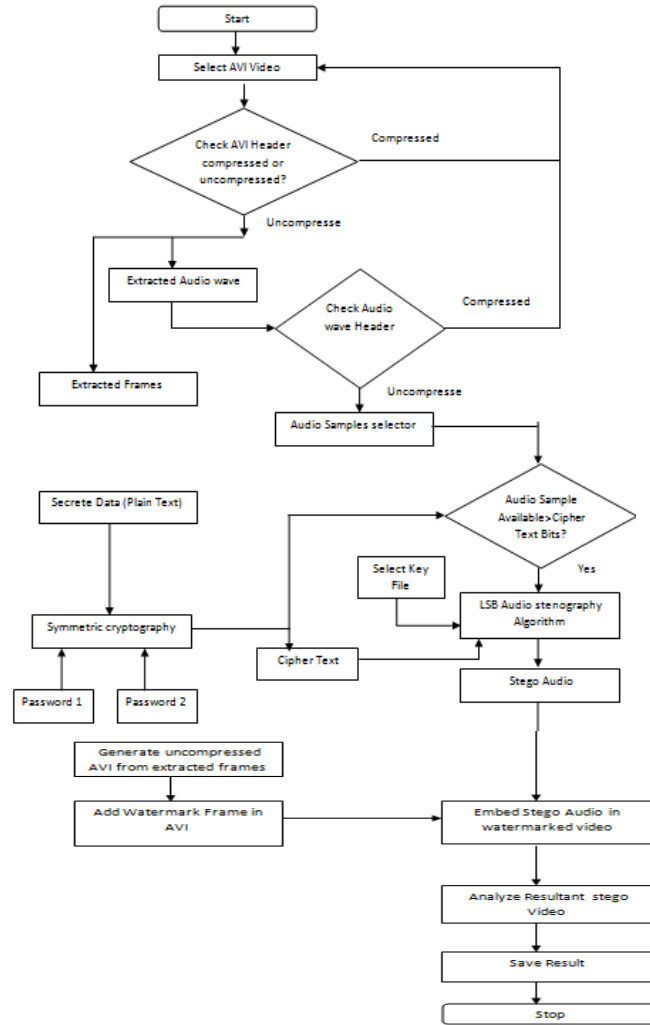 Start
Select AVI Video
Check AVI Header
compressed or
uncompressed?
Compressed
Uncompresse
Extracted Audio wave
Check Audio
wave Header
Compressed
Extracted Frames
Uncompresse
Audio Samples selector
Secrete Data (Plain Text)
Audio Sample
Available>Cipher
Text Bits?
Select Key
File
Yes
LSB Audio stenography
Algorithm
Symmetric cryptography
Cipher Text
Stego Audio
Password 1
Password 2
Generate uncompressed
AVI from extracted frames
Add Watermark Frame in
AVI
Embed Stego Audio in
watermarked video
Analyze Resultant stego
Video
Save Result
Stop